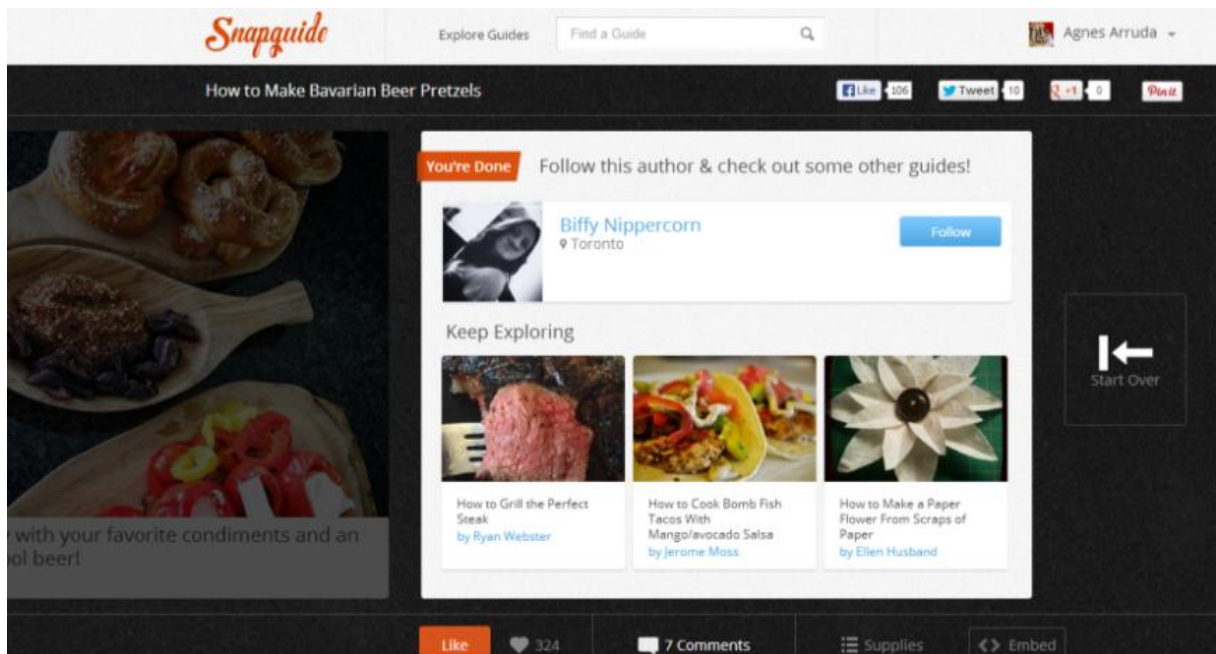 Snapguide
Explore Guides
Find a Guide
Agnes Arruda
How to Make Bavarian Beer Pretzels
Like 106
Tweet 10
+1 0
Pin it
You're Done
Follow this author & check out some other guides!
Biffy Nippercorn
Toronto
Follow
Keep Exploring
Start Over
How to Grill the Perfect
Steak
by Ryan Webster
How to Cook Bomb Fish
Tacos With
Mango/avocado Salsa
by Jerome Moss
How to Make a Paper
Flower From Scraps of
Paper
by Ellen Husband
with your favorite condiments and an
beer!
Like
324
7 Comments
Supplies
Embed